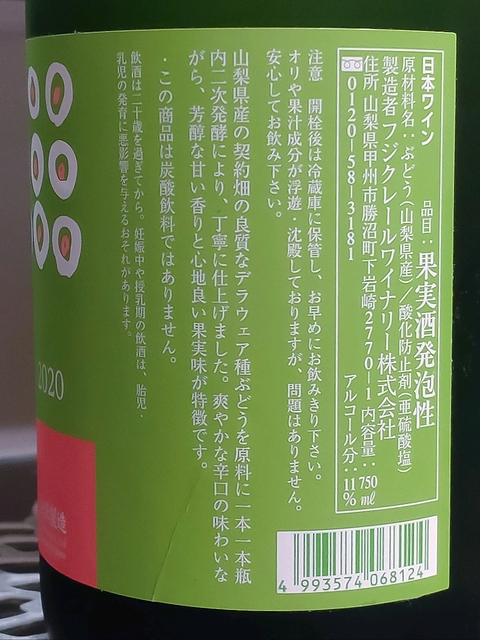 日本ワイン　品目：果実酒発泡性
原材料名：ぶどう(山梨県産)／酸化防止剤(亜硫酸塩)
製造者 フジクレールワイナリー株式会社
住所 山梨県甲州市勝沼町下岩崎2770-1 内容量：750ml
0120-58-3181　アルコール分：11%
注意　開栓後は冷蔵庫に保管し、お早めにお飲みきり下さい。
オリや果汁成分が浮遊・沈殿しておりますが、問題はありません。
安心してお飲み下さい。
山梨県産の契約畑の良質なデラウェア種ぶどうを原料に一本一本瓶
内二次発酵により、丁寧に仕上げました。爽やかな辛口の味わいな
がら、芳醇な甘い香りと心地良い果実味が特徴です。
・この商品は炭酸飲料ではありません。
飲酒は二十歳を過ぎてから。妊娠中や授乳期の飲酒は、胎児・
乳児の発育に悪影響を与えるおそれがあります。
2020
製造
4 993574 068124